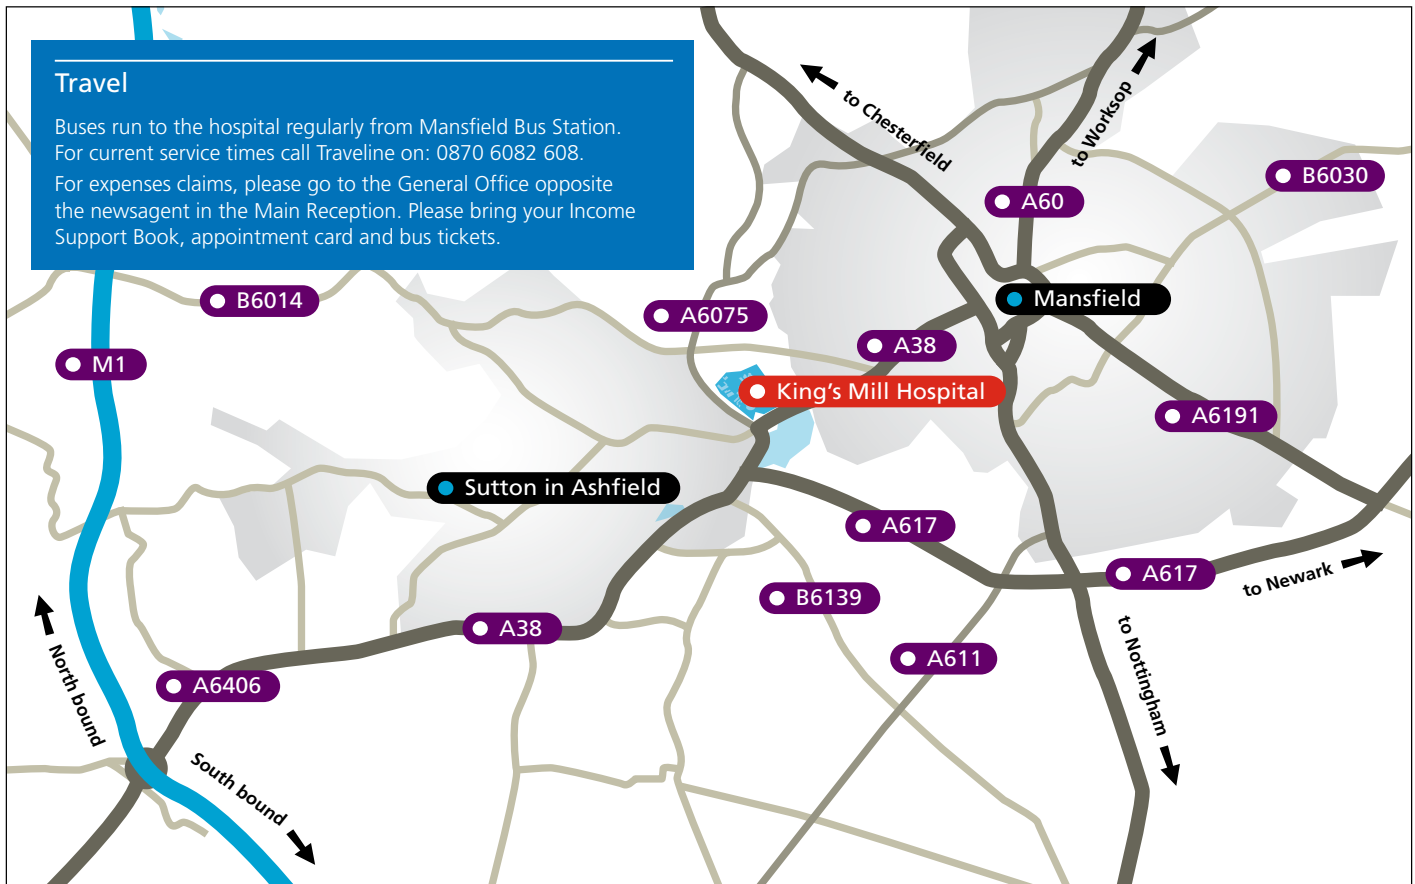 Travel
Buses run to the hospital regularly from Mansfield Bus Station.
For current service times call Traveline on: 0870 6082 608.
For expenses claims, please go to the General Office opposite
the newsagent in the Main Reception. Please bring your Income
Support Book, appointment card and bus tickets.
to Chesterfield
to Worksop
B6030
A60
B6014
Mansfield
A6075
A38
M1
King's Mill Hospital
A6191
Sutton in Ashfield
A617
A617
to Newark
B6139
A38
A611
to Nottingham
A6406
North bound
South bound